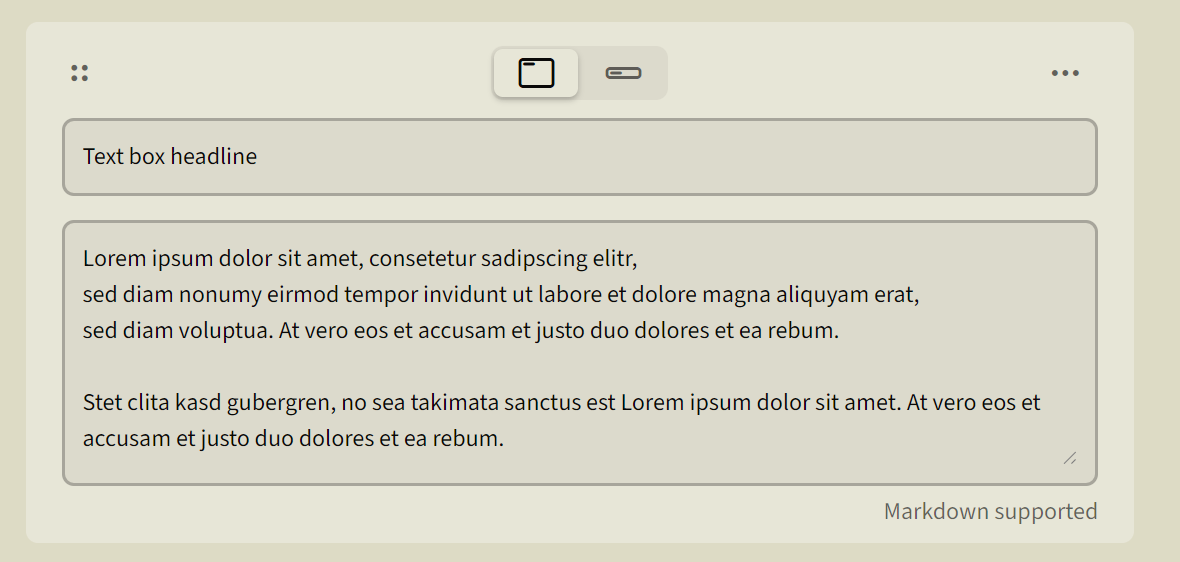 Text box headline
Lorem ipsum dolor sit amet, consetetur sadipscing elitr,
sed diam nonumy eirmod tempor invidunt ut labore et dolore magna aliquyam erat,
sed diam voluptua. At vero eos et accusam et justo duo dolores et ea rebum.
Stet clita kasd gubergren, no sea takimata sanctus est Lorem ipsum dolor sit amet. At vero eos et
accusam et justo duo dolores et ea rebum.
Markdown supported